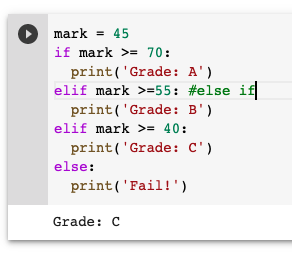 mark = 45
if mark >= 70:
  print('Grade: A')
elif mark >=55: #else if
  print('Grade: B')
elif mark >= 40:
  print('Grade: C')
else:
  print('Fail!')
Grade: C